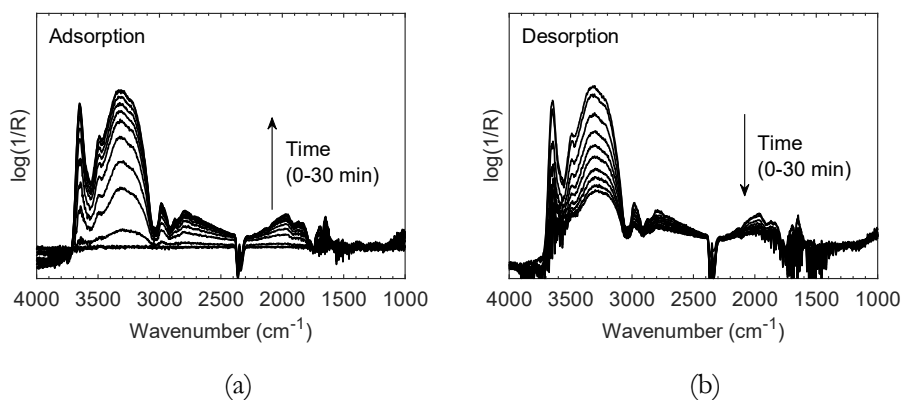 Adsorption
log(1/R)
Time
(0-30 min)
4000 3500 3000 2500 2000 1500 1000
Wavenumber (cm⁻¹)
(a)
Desorption
log(1/R)
Time
(0-30 min)
4000 3500 3000 2500 2000 1500 1000
Wavenumber (cm⁻¹)
(b)